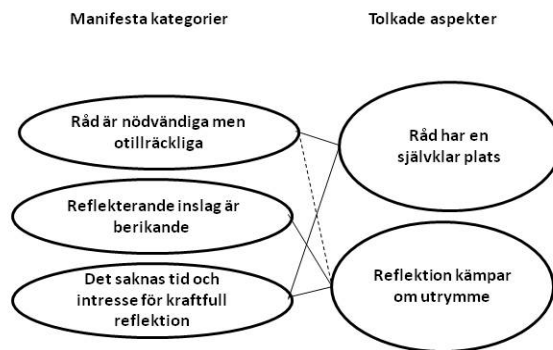 Manifesta kategorier
Tolkade aspekter
Råd är nödvändiga men
otillräckliga
Reflekterande inslag är
berikande
Det saknas tid och
intresse för kraftfull
reflektion
Råd har en
självklar plats
Reflektion kämpar
om utrymme